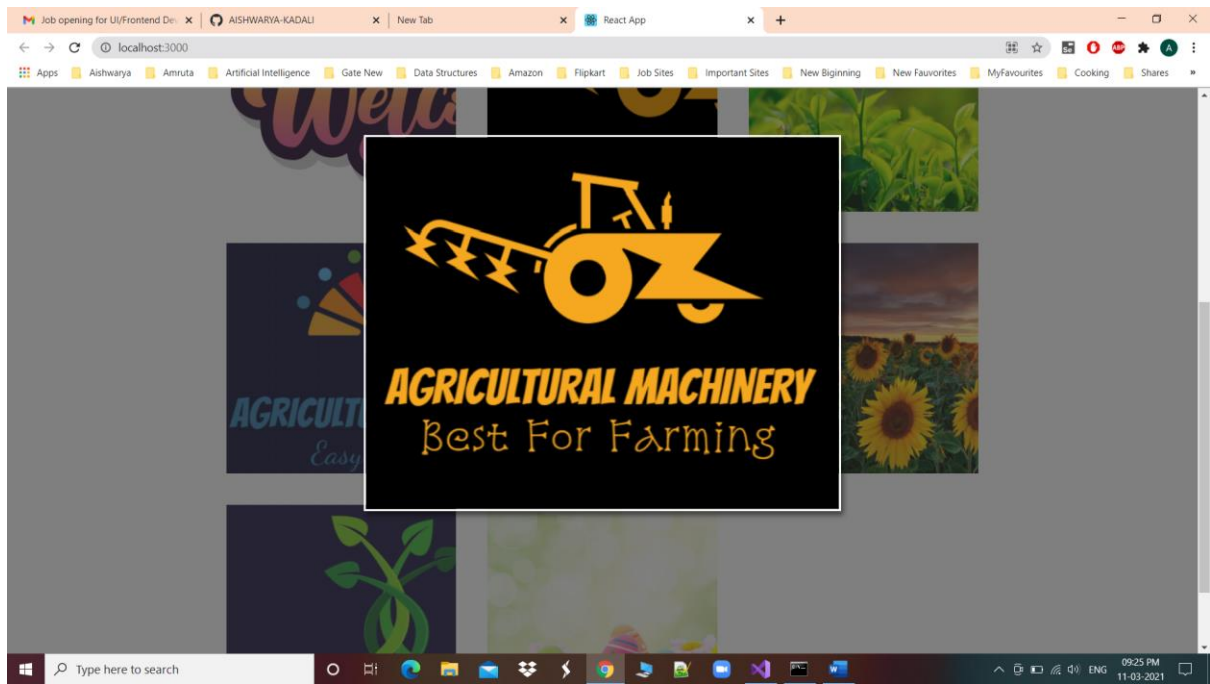 Job opening for UI/Frontend Dev
AISHWARYA-KADALI
New Tab
React App
localhost:3000
Apps
Aishwarya
Amruta
Artificial Intelligence
Gate New
Data Structures
Amazon
Flipkart
Job Sites
Important Sites
New Biginning
New Fauvorites
MyFavourites
Cooking
Shares
Welc
AGRICULTURAL MACHINERY
Best For Farming
AGRICULT
Easy
Type here to search
ENG
09:25 PM
11-03-2021